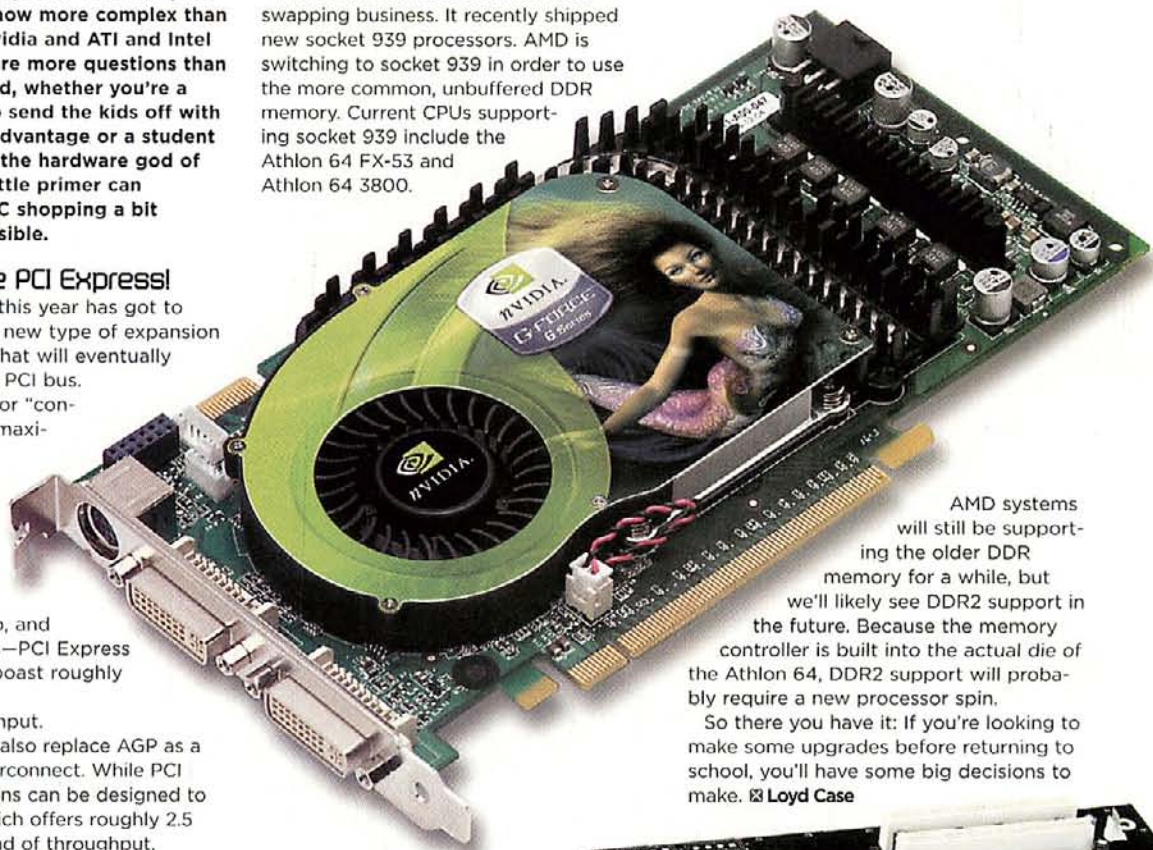 now more complex than
vidia and ATI and Intel
re more questions than
d, whether you're a
o send the kids off with
dvantage or a student
the hardware god of
ttle primer can
C shopping a bit
sible.
e PCI Express!
this year has got to
new type of expansion
hat will eventually
PCI bus.
or "con-
maxi-
o, and
—PCI Express
boast roughly
nput.
also replace AGP as a
rconnect. While PCI
ns can be designed to
ich offers roughly 2.5
nd of throughput.
swapping business. It recently shipped
new socket 939 processors. AMD is
switching to socket 939 in order to use
the more common, unbuffered DDR
memory. Current CPUs support-
ing socket 939 include the
Athlon 64 FX-53 and
Athlon 64 3800.
nVIDIA.
GEFORCE
6 Series
nVIDIA.
AMD systems
will still be support-
ing the older DDR
memory for a while, but
we'll likely see DDR2 support in
the future. Because the memory
controller is built into the actual die of
the Athlon 64, DDR2 support will proba-
bly require a new processor spin.
So there you have it: If you're looking to
make some upgrades before returning to
school, you'll have some big decisions to
make. Loyd Case